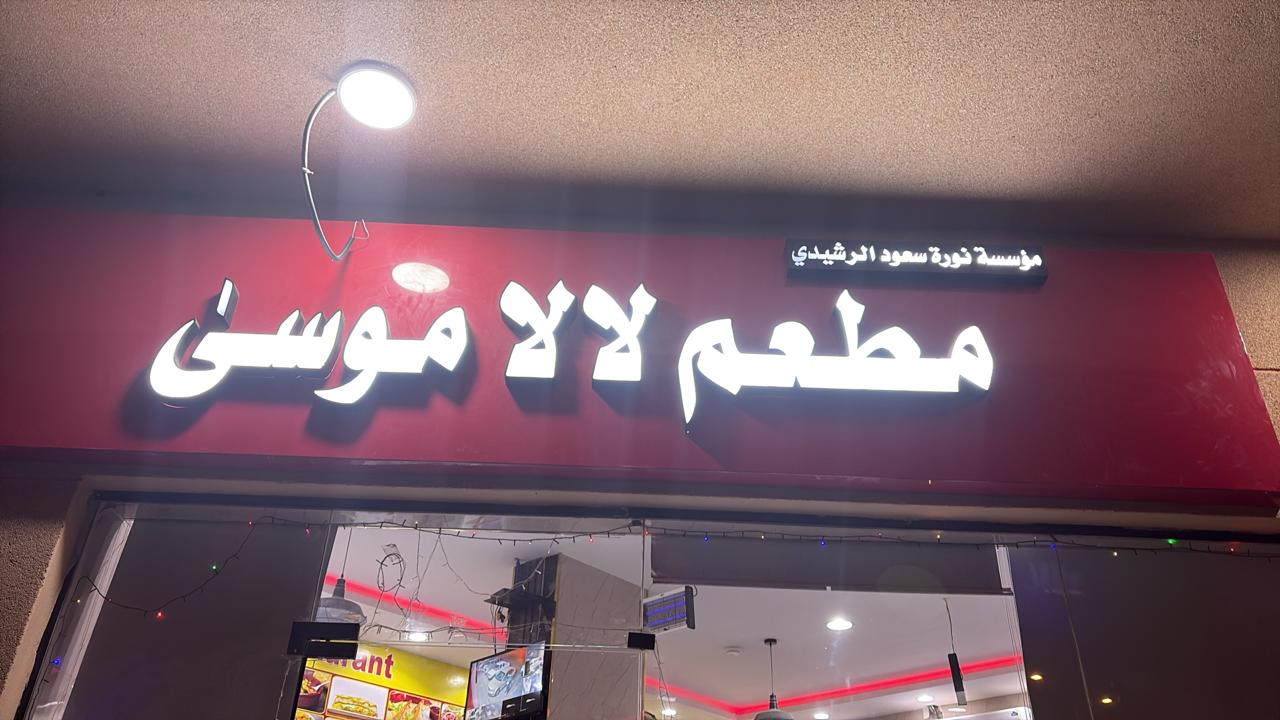 مؤسسة نورة سعود الرشيدي
مطعم لالا موسى